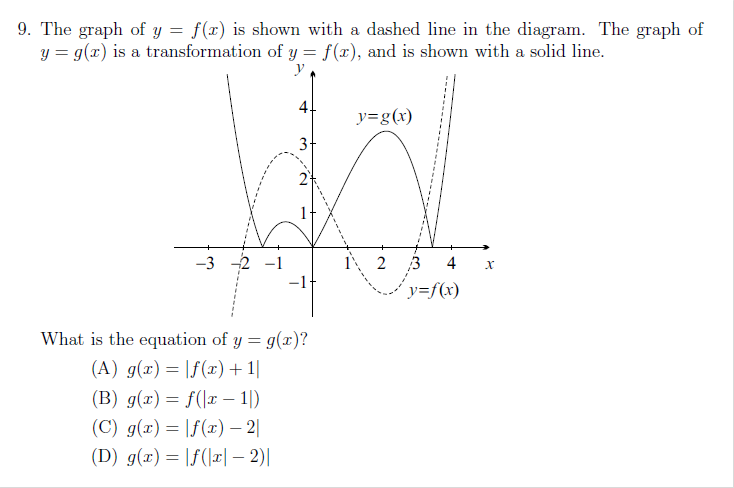 9. The graph of y = f(x) is shown with a dashed line in the diagram. The graph of
y = g(x) is a transformation of y = f(x), and is shown with a solid line.
y
4
y=g(x)
3
2
1
−3 −2 −1 1 2 3 4 x
−1
y=f(x)
What is the equation of y = g(x)?
(A) g(x) = |f(x) + 1|
(B) g(x) = f(|x − 1|)
(C) g(x) = |f(x) − 2|
(D) g(x) = |f(|x| − 2)|